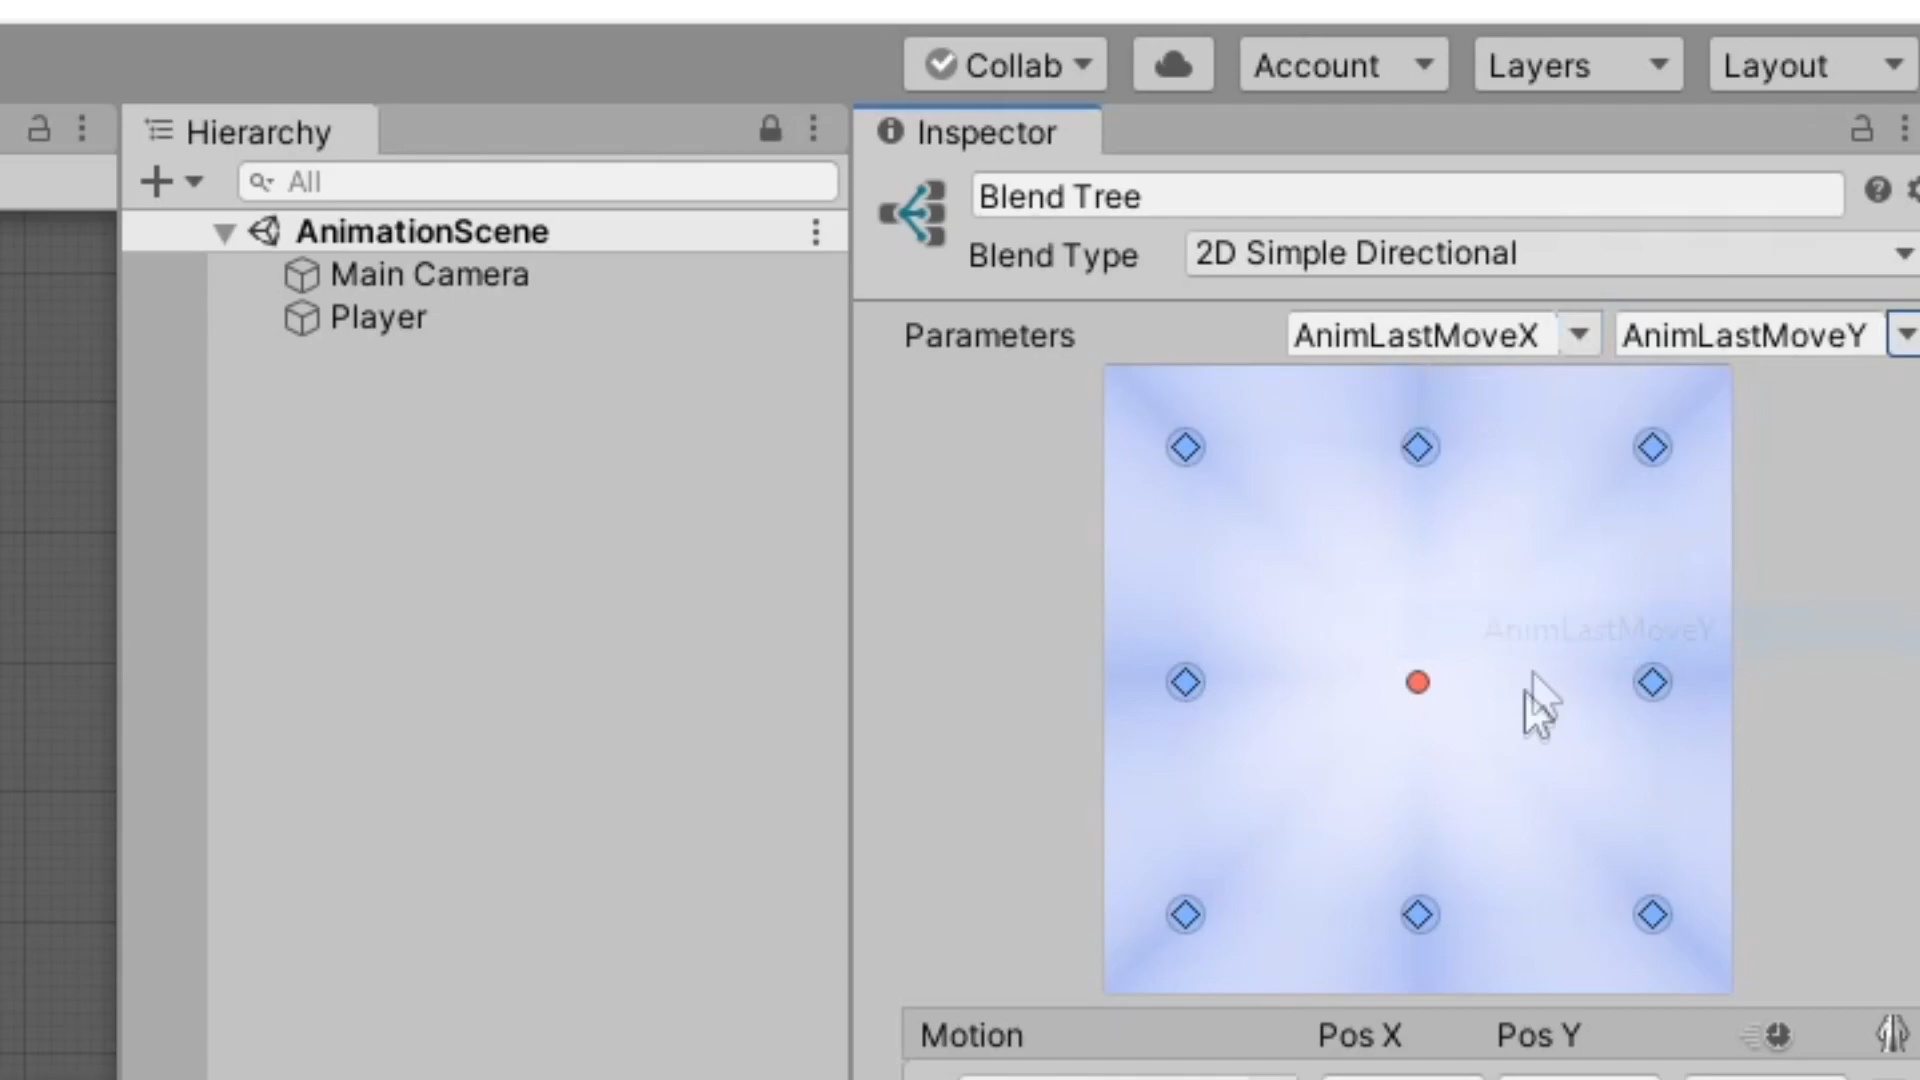 Collab
Account
Layers
Layout
Hierarchy
Inspector
All
Blend Tree
AnimationScene
Blend Type
2D Simple Directional
Main Camera
Player
Parameters
AnimLastMoveX
AnimLastMoveY
AnimLastMoveY
Motion
Pos X
Pos Y